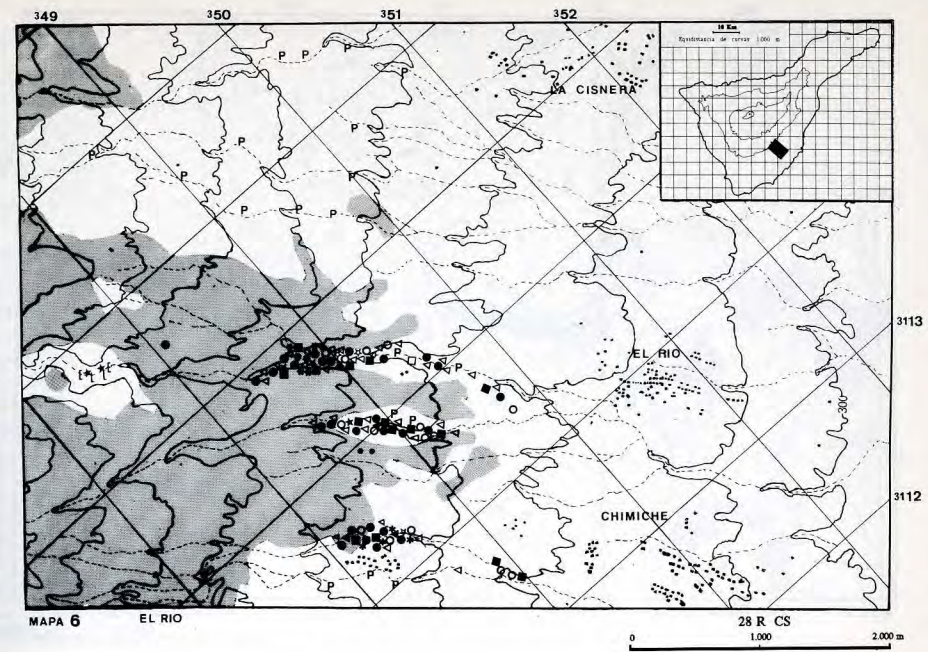 349 350 351 352
10 Km
Equidistancia de curvas 1.000 m.
P P P
P
LA CISNERA
P
P
P
P
P
P P P
3113
P
EL RIO
P
E E
300
P
P
3112
CHIMICHE
P
P P
MAPA 6 EL RIO
28 R CS
0 1.000 2.000 m